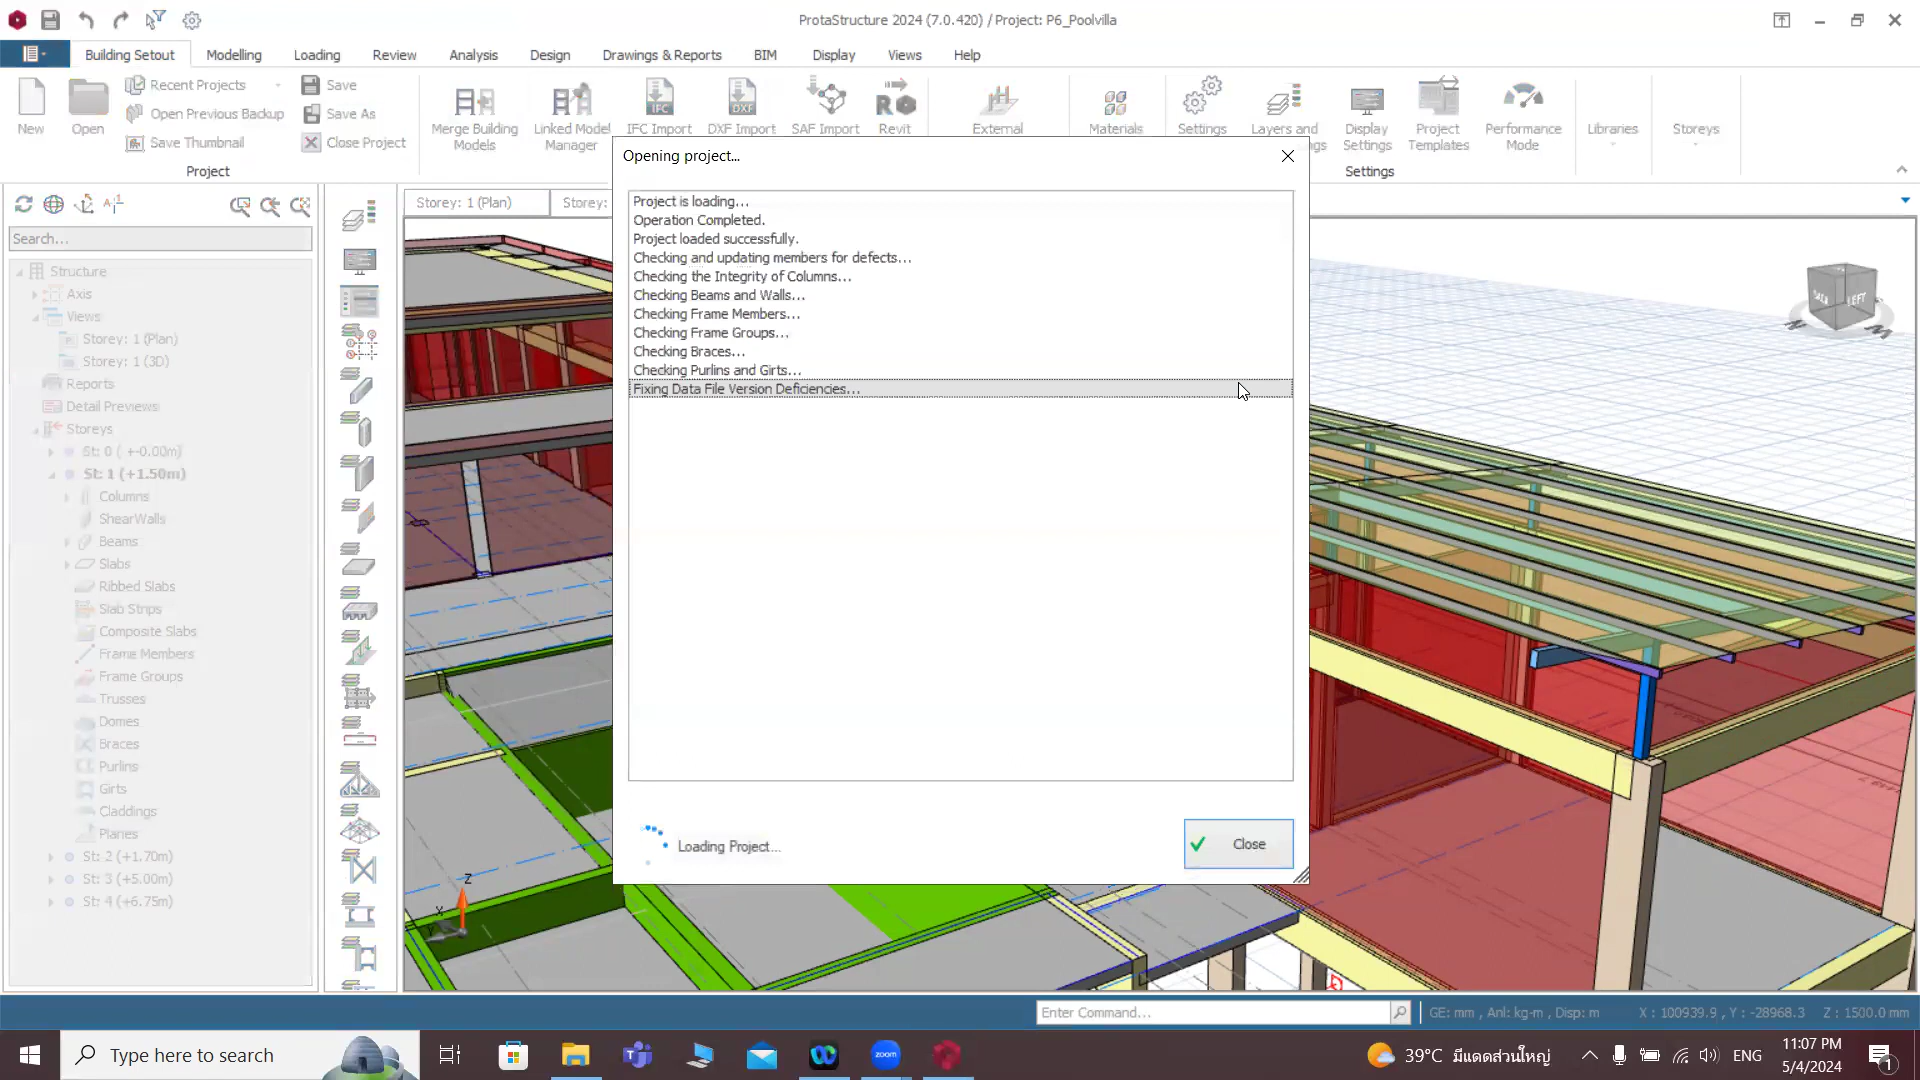 ProtaStructure 2024 (7.0.420) / Project: P6_Poolvilla
Building Setout
Modelling
Loading
Review
Analysis
Design
Drawings & Reports
BIM
Display
Views
Help
New
Open
Recent Projects
Open Previous Backup
Save Thumbnail
Save
Save As
Close Project
Project
Merge Building
Models
Linked Model
Manager
IFC
IFC Import
DXF
DXF Import
SAF Import
Revit
External
Materials
Settings
Layers and
ngs
Display
Settings
Project
Templates
Performance
Mode
Libraries
Storeys
Settings
Search...
Structure
Axis
Views
Storey: 1 (Plan)
Storey: 1 (3D)
Reports
Detail Previews
Storeys
St: 0 ( +-0.00m)
St: 1 (+1.50m)
Columns
ShearWalls
Beams
Slabs
Ribbed Slabs
Slab Strips
Composite Slabs
Frame Members
Frame Groups
Trusses
Domes
Braces
Purlins
Girts
Claddings
Planes
St: 2 (+1.70m)
St: 3 (+5.00m)
St: 4 (+6.75m)
Storey: 1 (Plan)
Storey:
Opening project...
Project is loading...
Operation Completed.
Project loaded successfully.
Checking and updating members for defects...
Checking the Integrity of Columns...
Checking Beams and Walls...
Checking Frame Members...
Checking Frame Groups...
Checking Braces...
Checking Purlins and Girts...
Fixing Data File Version Deficiencies...
Loading Project...
Close
BACK
LEFT
Z
X
Y
Enter Command...
GE: mm , Anl: kg-m , Disp: m
X : 100939.9 , Y : -28968.3
Z : 1500.0 mm
Type here to search
zoom
39°C มีแดดส่วนใหญ่
ENG
11:07 PM
5/4/2024
1